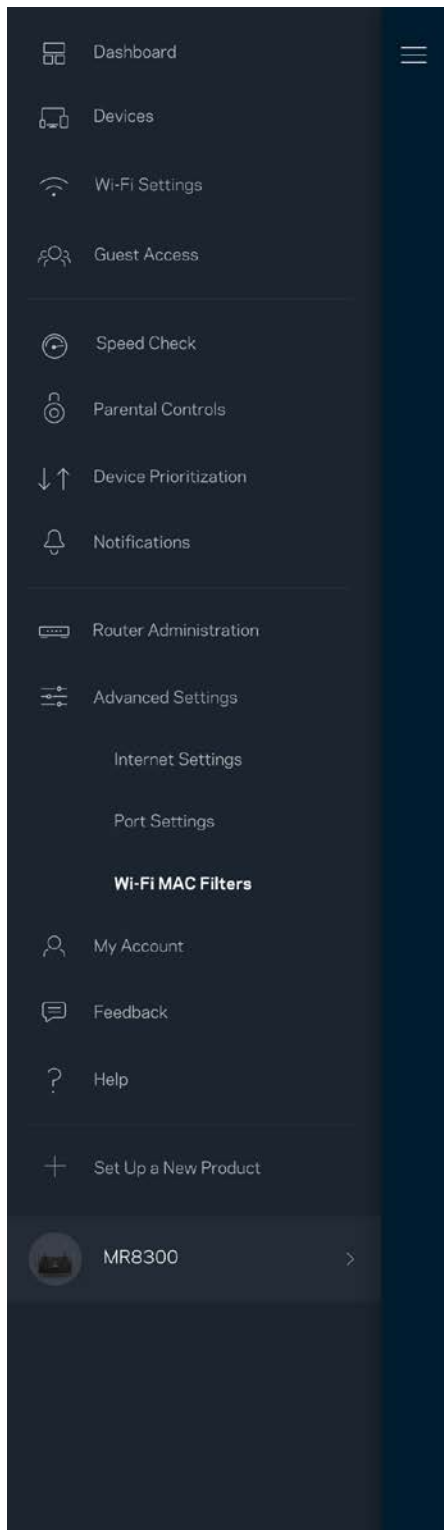 Dashboard
Devices
Wi-Fi Settings
Guest Access
Speed Check
Parental Controls
Device Prioritization
Notifications
Router Administration
Advanced Settings
Internet Settings
Port Settings
Wi-Fi MAC Filters
My Account
Feedback
Help
Set Up a New Product
MR8300